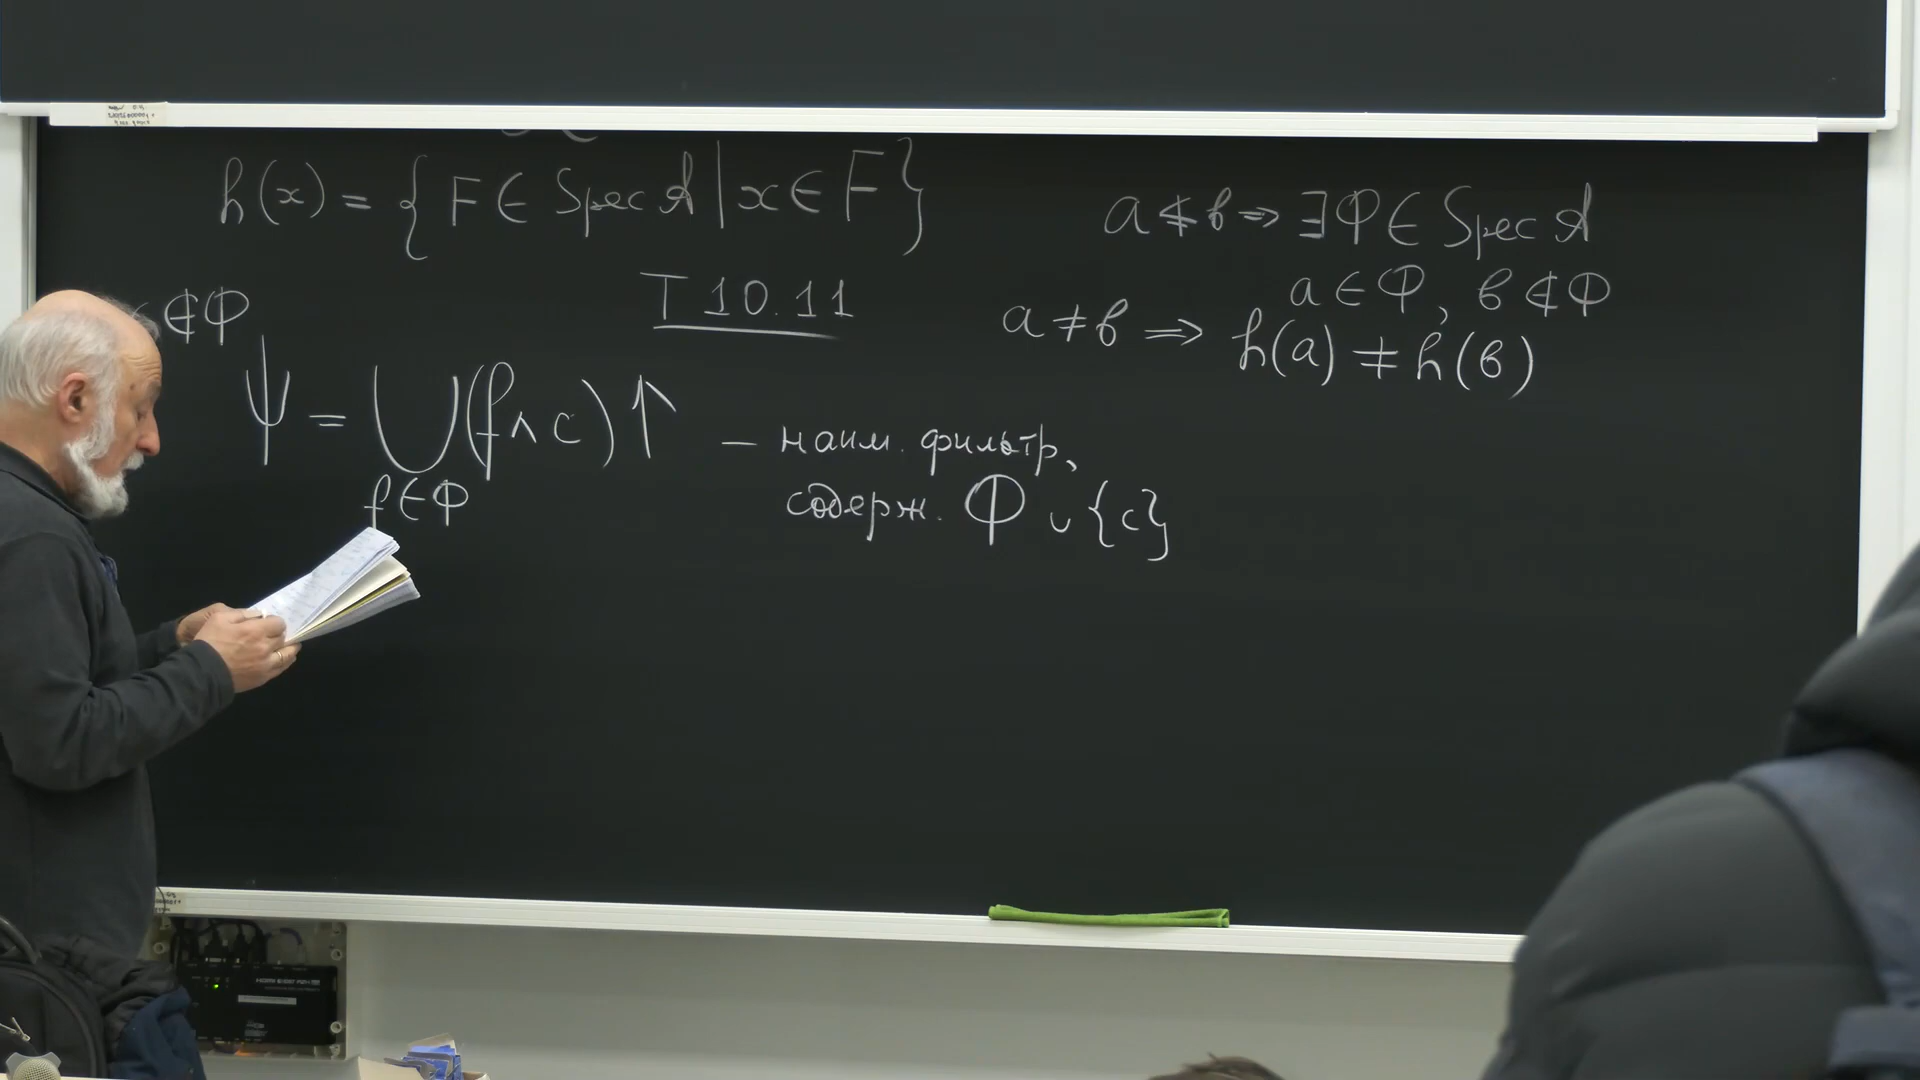 h(x) = { F ∈ Spec A | x ∈ F }
T 10.11
∉ Φ
Ψ = ⋃ (f ∧ c) ↑ — наим. фильтр,
f ∈ Φ
содерж. Φ ∪ {c}
a ≰ b ⇒ ∃Φ ∈ Spec A
a ∈ Φ, b ∉ Φ
a ≠ b ⇒ h(a) ≠ h(b)